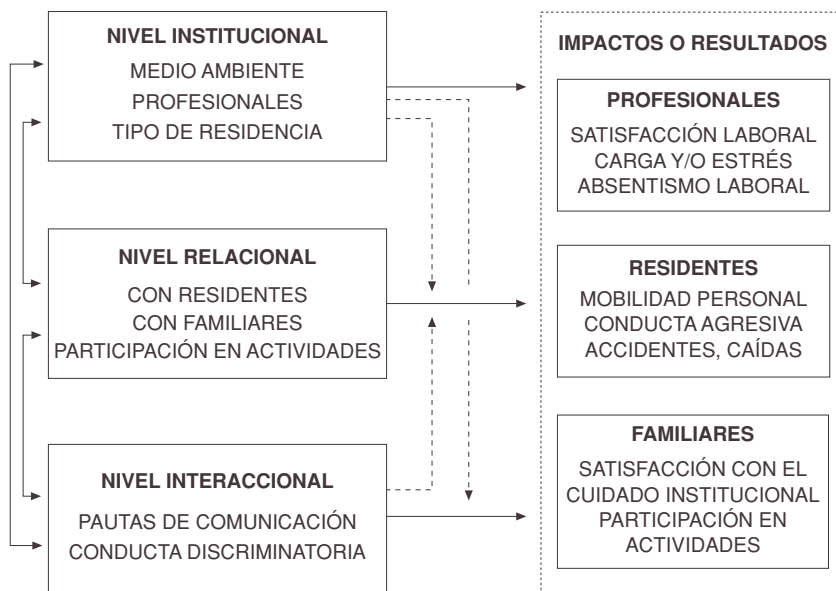 NIVEL INSTITUCIONAL
MEDIO AMBIENTE
PROFESIONALES
TIPO DE RESIDENCIA
NIVEL RELACIONAL
CON RESIDENTES
CON FAMILIARES
PARTICIPACIÓN EN ACTIVIDADES
NIVEL INTERACCIONAL
PAUTAS DE COMUNICACIÓN
CONDUCTA DISCRIMINATORIA
IMPACTOS O RESULTADOS
PROFESIONALES
SATISFACCIÓN LABORAL
CARGA Y/O ESTRÉS
ABSENTISMO LABORAL
RESIDENTES
MOBILIDAD PERSONAL
CONDUCTA AGRESIVA
ACCIDENTES, CAÍDAS
FAMILIARES
SATISFACCIÓN CON EL
CUIDADO INSTITUCIONAL
PARTICIPACIÓN EN
ACTIVIDADES